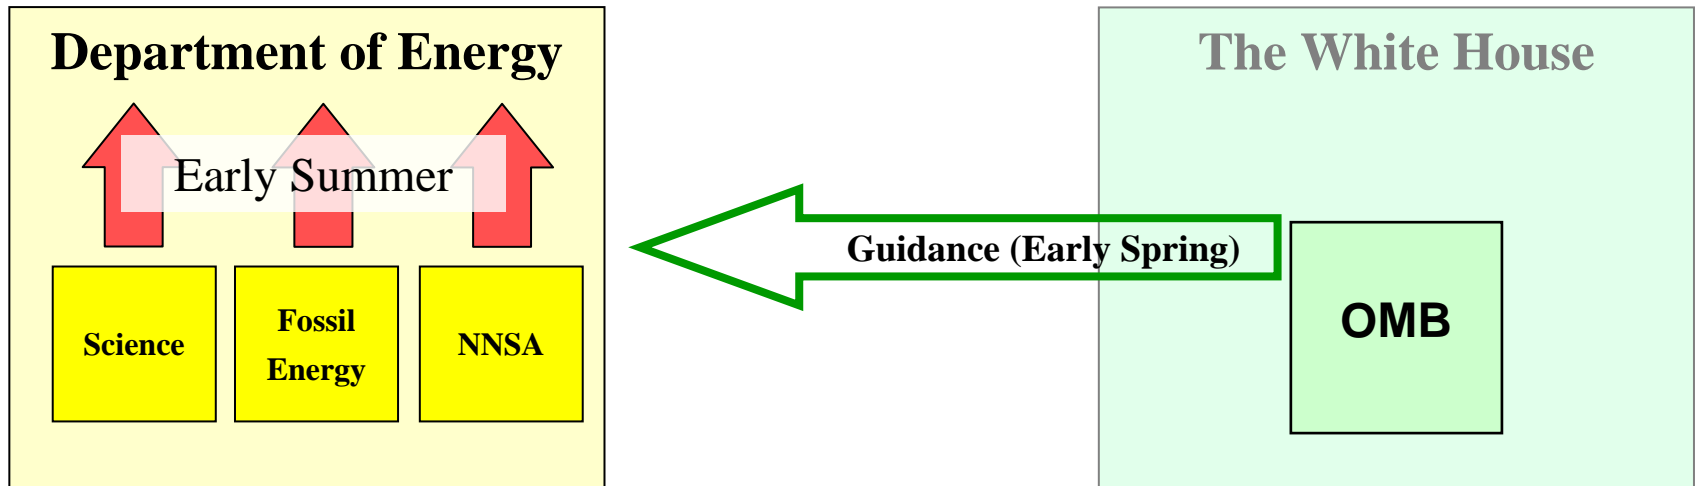 Department of Energy
Early Summer
Science
Fossil
Energy
NNSA
Guidance (Early Spring)
The White House
OMB